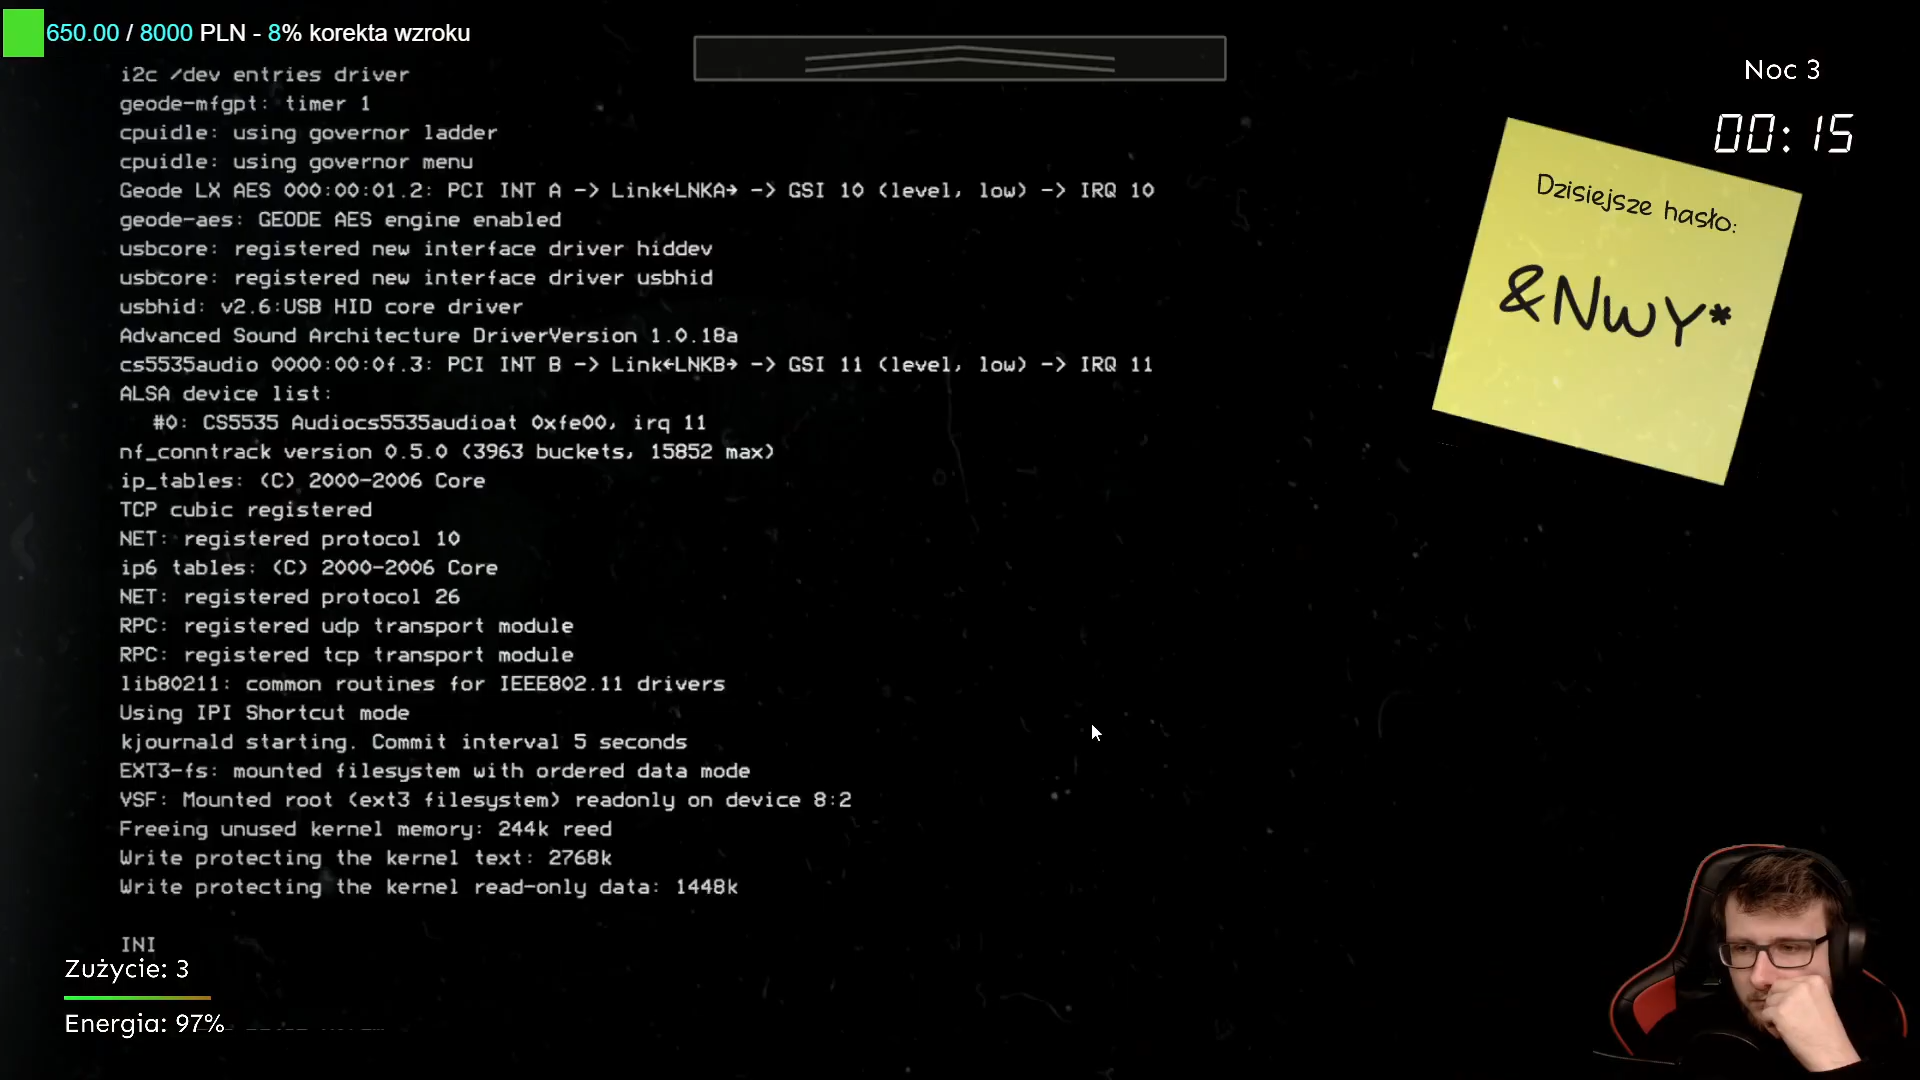 650.00 / 8000 PLN - 8% korekta wzroku
i2c /dev entries driver
geode-mfgpt: timer 1
cpuidle: using governor ladder
cpuidle: using governor menu
Geode LX AES 000:00:01.2: PCI INT A -> Link←LNKA→ -> GSI 10 (level, low) -> IRQ 10
geode-aes: GEODE AES engine enabled
usbcore: registered new interface driver hiddev
usbcore: registered new interface driver usbhid
usbhid: v2.6:USB HID core driver
Advanced Sound Architecture DriverVersion 1.0.18a
cs5535audio 0000:00:0f.3: PCI INT B -> Link←LNKB→ -> GSI 11 (level, low) -> IRQ 11
ALSA device list:
#0: CS5535 Audiocs5535audioat 0xfe00, irq 11
nf_conntrack version 0.5.0 (3963 buckets, 15852 max)
ip_tables: (C) 2000-2006 Core
TCP cubic registered
NET: registered protocol 10
ip6 tables: (C) 2000-2006 Core
NET: registered protocol 26
RPC: registered udp transport module
RPC: registered tcp transport module
lib80211: common routines for IEEE802.11 drivers
Using IPI Shortcut mode
kjournald starting. Commit interval 5 seconds
EXT3-fs: mounted filesystem with ordered data mode
VSF: Mounted root (ext3 filesystem) readonly on device 8:2
Freeing unused kernel memory: 244k reed
Write protecting the kernel text: 2768k
Write protecting the kernel read-only data: 1448k
INI
Zużycie: 3
Energia: 97%
Noc 3
00:15
Dzisiejsze hasło:
&NwY*